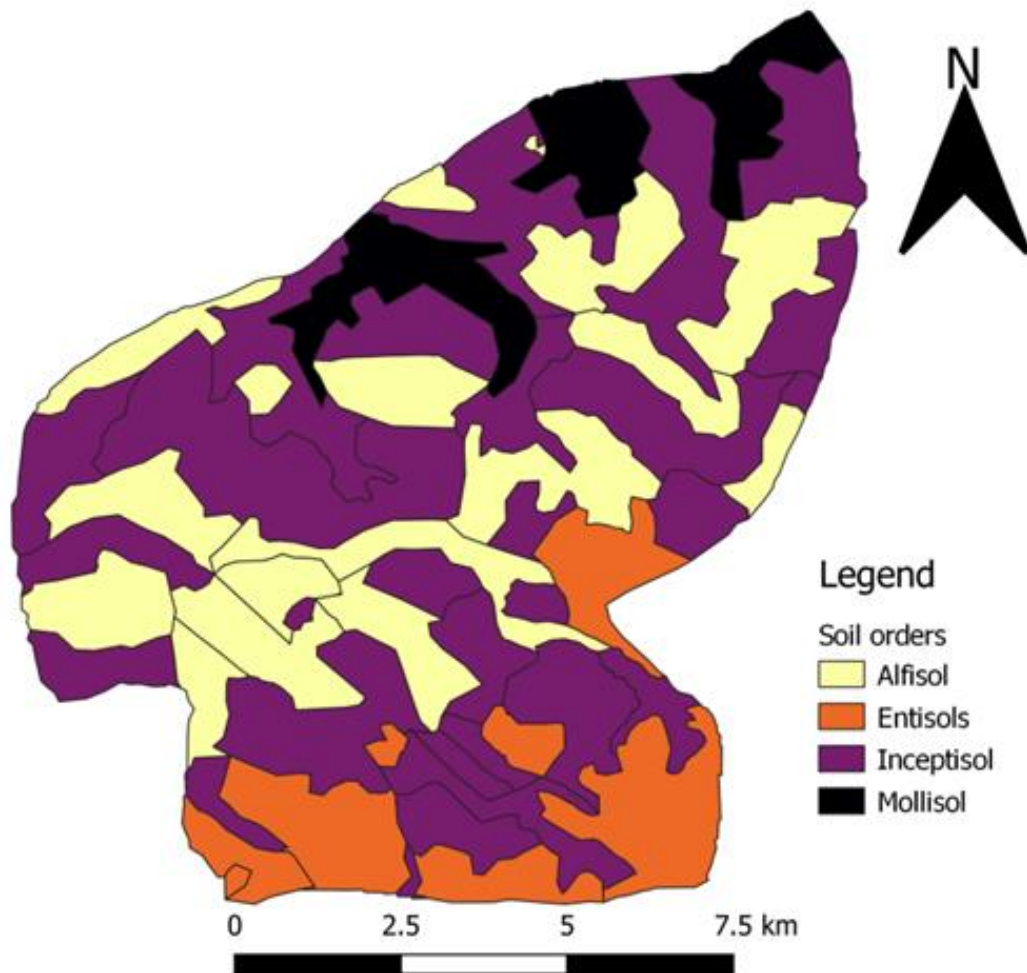 N
Legend
Soil orders
Alfisol
Entisols
Inceptisol
Mollisol
0 2.5 5 7.5 km